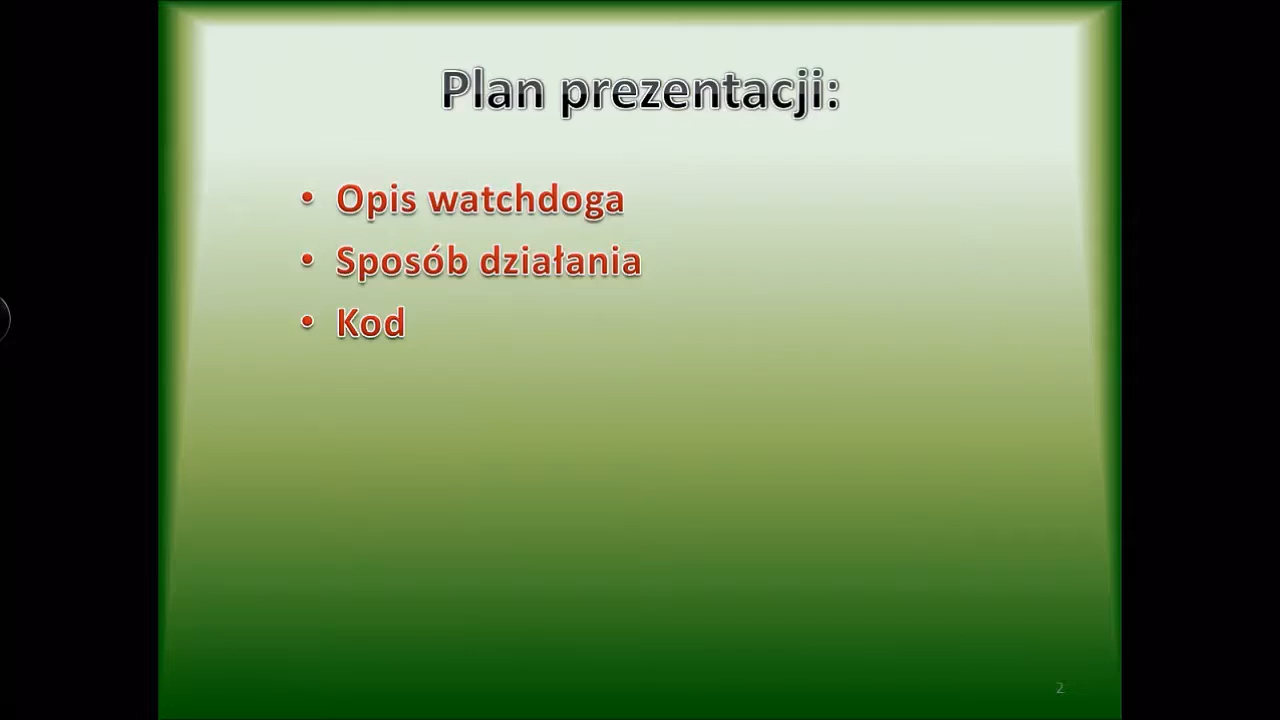 Plan prezentacji:
• Opis watchdoga
• Sposób działania
• Kod
2